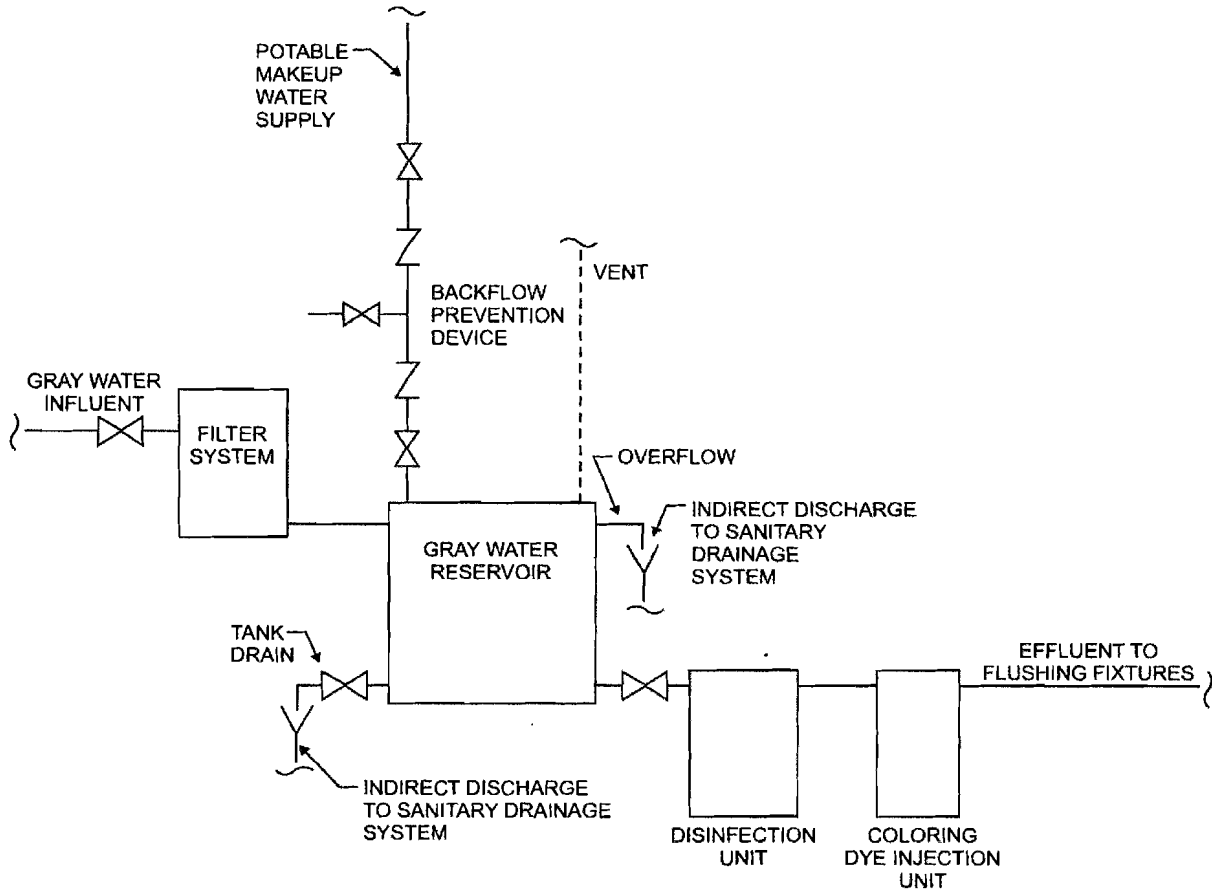 POTABLE
MAKEUP
WATER
SUPPLY
VENT
BACKFLOW
PREVENTION
DEVICE
GRAY WATER
INFLUENT
FILTER
SYSTEM
OVERFLOW
INDIRECT DISCHARGE
TO SANITARY
DRAINAGE
SYSTEM
GRAY WATER
RESERVOIR
TANK
DRAIN
EFFLUENT TO
FLUSHING FIXTURES
INDIRECT DISCHARGE
TO SANITARY DRAINAGE
SYSTEM
DISINFECTION
UNIT
COLORING
DYE INJECTION
UNIT